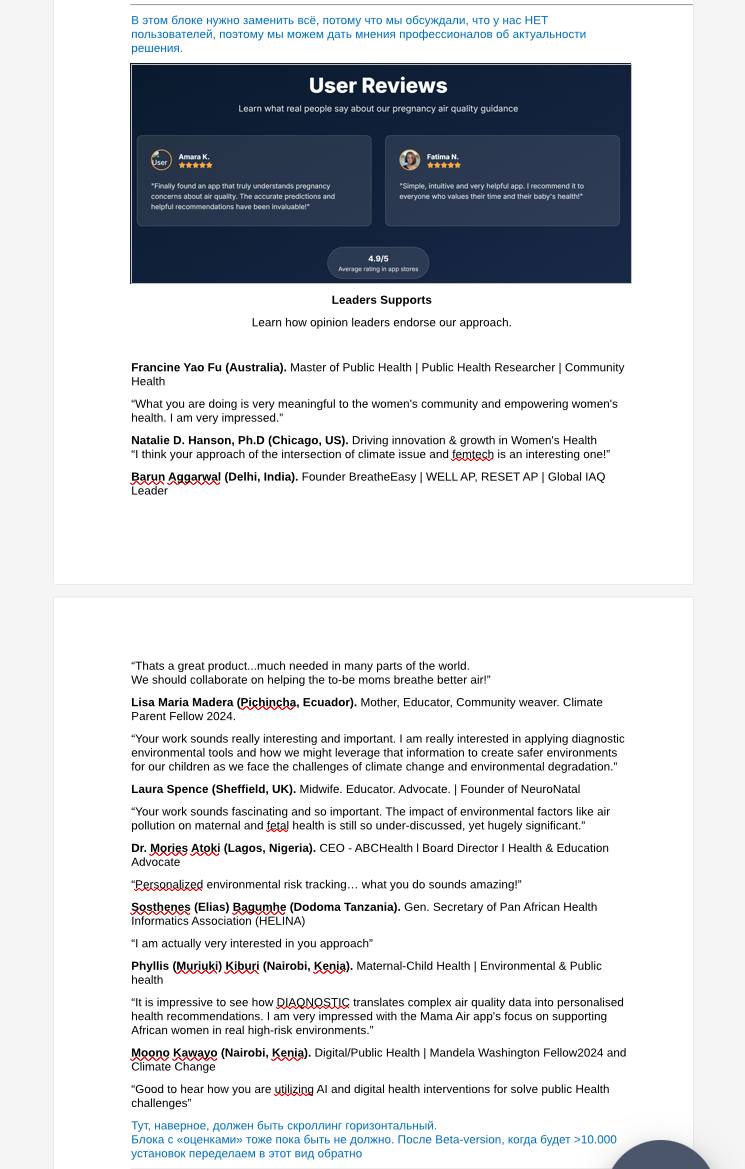 В этом блоке нужно заменить всё, потому что мы обсуждали, что у нас НЕТ
пользователей, поэтому мы можем дать мнения профессионалов об актуальности
решения.
User Reviews
Learn what real people say about our pregnancy air quality guidance
User
Amara K.
★★★★★
"Finally found an app that truly understands pregnancy
concerns about air quality. The accurate predictions and
helpful recommendations have been invaluable!"
Fatima N.
★★★★★
"Simple, intuitive and very helpful app. I recommend it to
everyone who values their time and their baby's health!"
4.9/5
Average rating in app stores
Leaders Supports
Learn how opinion leaders endorse our approach.
Francine Yao Fu (Australia). Master of Public Health | Public Health Researcher | Community
Health
“What you are doing is very meaningful to the women's community and empowering women's
health. I am very impressed.”
Natalie D. Hanson, Ph.D (Chicago, US). Driving innovation & growth in Women's Health
“I think your approach of the intersection of climate issue and femtech is an interesting one!”
Barun Aggarwal (Delhi, India). Founder BreatheEasy | WELL AP, RESET AP | Global IAQ
Leader
“Thats a great product...much needed in many parts of the world.
We should collaborate on helping the to-be moms breathe better air!”
Lisa Maria Madera (Pichincha, Ecuador). Mother, Educator, Community weaver. Climate
Parent Fellow 2024.
“Your work sounds really interesting and important. I am really interested in applying diagnostic
environmental tools and how we might leverage that information to create safer environments
for our children as we face the challenges of climate change and environmental degradation.”
Laura Spence (Sheffield, UK). Midwife. Educator. Advocate. | Founder of NeuroNatal
“Your work sounds fascinating and so important. The impact of environmental factors like air
pollution on maternal and fetal health is still so under-discussed, yet hugely significant.”
Dr. Mories Atoki (Lagos, Nigeria). CEO - ABCHealth l Board Director I Health & Education
Advocate
“Personalized environmental risk tracking… what you do sounds amazing!”
Sosthenes (Elias) Bagumhe (Dodoma Tanzania). Gen. Secretary of Pan African Health
Informatics Association (HELINA)
“I am actually very interested in you approach”
Phyllis (Muriuki) Kiburi (Nairobi, Kenia). Maternal-Child Health | Environmental & Public
health
“It is impressive to see how DIAQNOSTIC translates complex air quality data into personalised
health recommendations. I am very impressed with the Mama Air app's focus on supporting
African women in real high-risk environments.”
Moono Kawayo (Nairobi, Kenia). Digital/Public Health | Mandela Washington Fellow2024 and
Climate Change
“Good to hear how you are utilizing AI and digital health interventions for solve public Health
challenges”
Тут, наверное, должен быть скроллинг горизонтальный.
Блока с «оценками» тоже пока быть не должно. После Beta-version, когда будет >10.000
установок переделаем в этот вид обратно